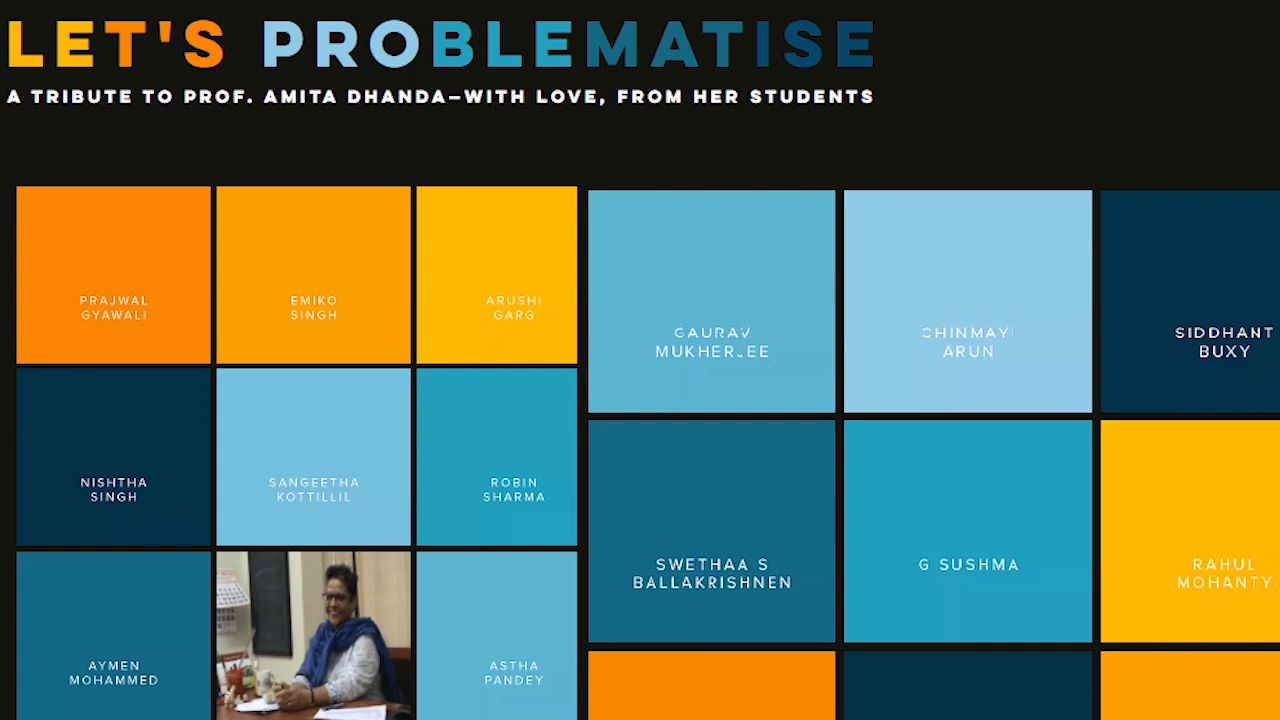 LET'S PROBLEMATISE
A TRIBUTE TO PROF. AMITA DHANDA—WITH LOVE, FROM HER STUDENTS
PRAJWAL
GYAWALI
EMIKO
SINGH
ARUSHI
GARG
GAURAV
MUKHERJEE
CHINMAYI
ARUN
SIDDHANT
BUXY
NISHTHA
SINGH
SANGEETHA
KOTTILLIL
ROBIN
SHARMA
SWETHAA S
BALLAKRISHNEN
G SUSHMA
RAHUL
MOHANTY
AYMEN
MOHAMMED
ASTHA
PANDEY